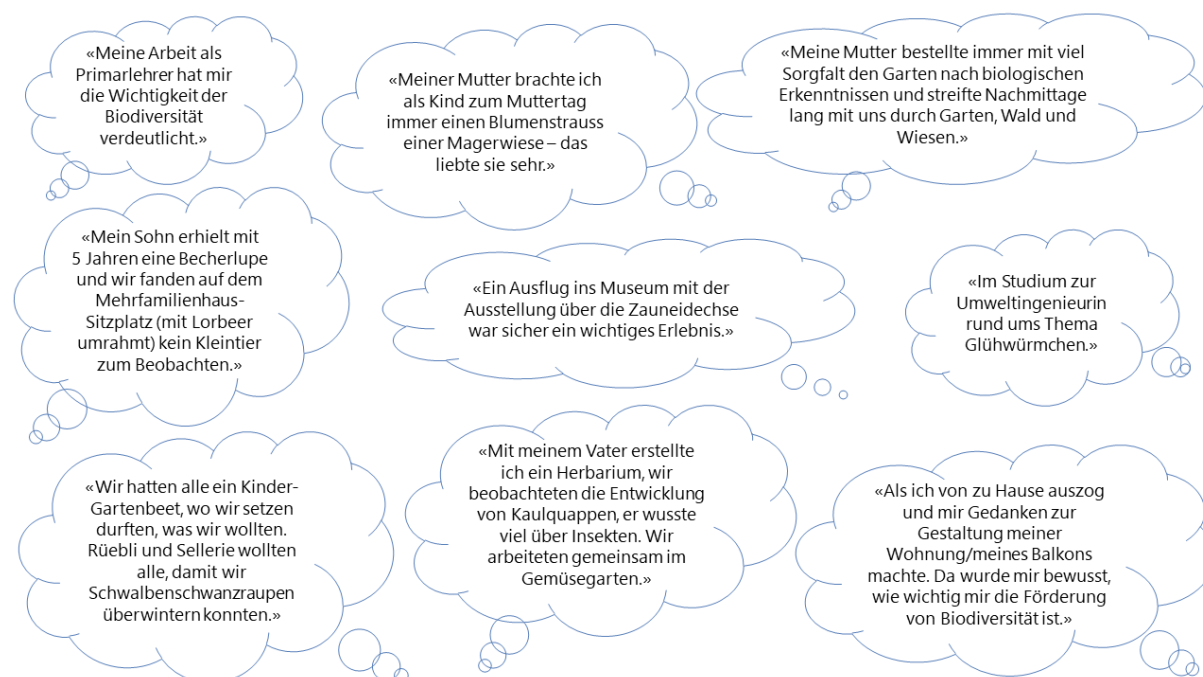 «Meine Arbeit als
Primarlehrer hat mir
die Wichtigkeit der
Biodiversität
verdeutlicht.»
«Meiner Mutter brachte ich
als Kind zum Muttertag
immer einen Blumenstrauss
einer Magerwiese – das
liebte sie sehr.»
«Meine Mutter bestellte immer mit viel
Sorgfalt den Garten nach biologischen
Erkenntnissen und streifte Nachmittage
lang mit uns durch Garten, Wald und
Wiesen.»
«Mein Sohn erhielt mit
5 Jahren eine Becherlupe
und wir fanden auf dem
Mehrfamilienhaus-
Sitzplatz (mit Lorbeer
umrahmt) kein Kleintier
zum Beobachten.»
«Ein Ausflug ins Museum mit der
Ausstellung über die Zauneidechse
war sicher ein wichtiges Erlebnis.»
«Im Studium zur
Umweltingenieurin
rund ums Thema
Glühwürmchen.»
«Wir hatten alle ein Kinder-
Gartenbeet, wo wir setzen
durften, was wir wollten.
Rüebli und Sellerie wollten
alle, damit wir
Schwalbenschwanzraupen
überwintern konnten.»
«Mit meinem Vater erstellte
ich ein Herbarium, wir
beobachteten die Entwicklung
von Kaulquappen, er wusste
viel über Insekten. Wir
arbeiteten gemeinsam im
Gemüsegarten.»
«Als ich von zu Hause auszog
und mir Gedanken zur
Gestaltung meiner
Wohnung/meines Balkons
machte. Da wurde mir bewusst,
wie wichtig mir die Förderung
von Biodiversität ist.»